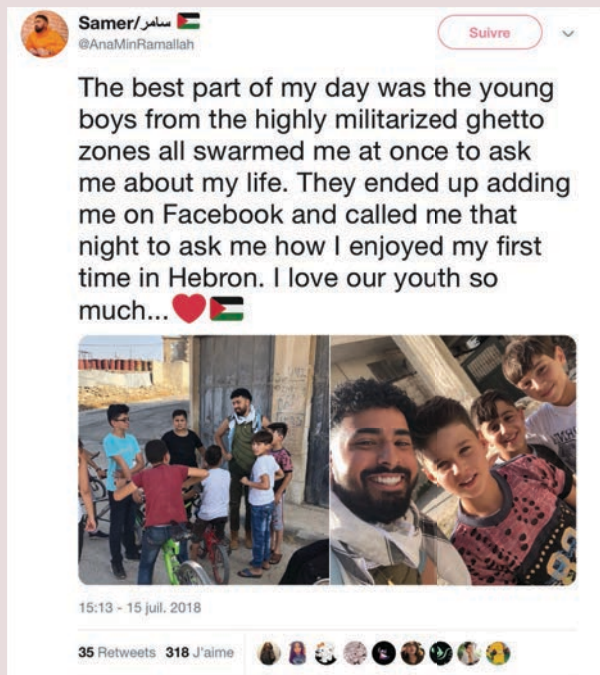 Samer/سامر
@AnaMinRamallah
Suivre
The best part of my day was the young
boys from the highly militarized ghetto
zones all swarmed me at once to ask
me about my life. They ended up adding
me on Facebook and called me that
night to ask me how I enjoyed my first
time in Hebron. I love our youth so
much...❤️🇵🇸
15:13 - 15 juil. 2018
35 Retweets 318 J'aime